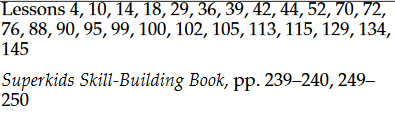 Lessons 4, 10, 14, 18, 29, 36, 39, 42, 44, 52, 70, 72,
76, 88, 90, 95, 99, 100, 102, 105, 113, 115, 129, 134,
145
Superkids Skill-Building Book, pp. 239–240, 249–
250